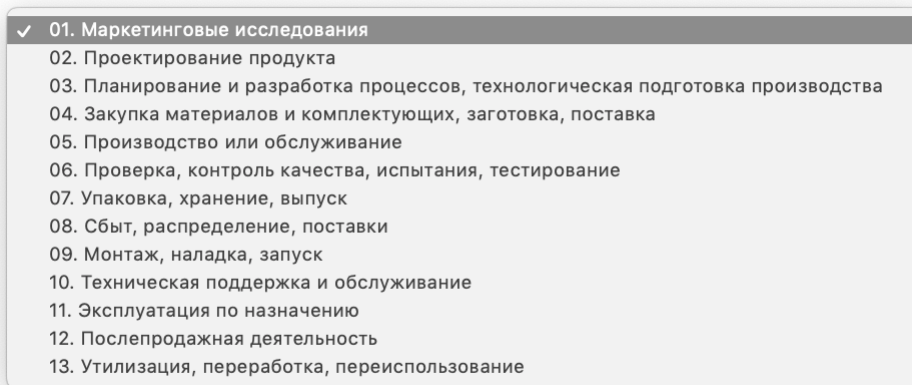 ✓ 01. Маркетинговые исследования
02. Проектирование продукта
03. Планирование и разработка процессов, технологическая подготовка производства
04. Закупка материалов и комплектующих, заготовка, поставка
05. Производство или обслуживание
06. Проверка, контроль качества, испытания, тестирование
07. Упаковка, хранение, выпуск
08. Сбыт, распределение, поставки
09. Монтаж, наладка, запуск
10. Техническая поддержка и обслуживание
11. Эксплуатация по назначению
12. Послепродажная деятельность
13. Утилизация, переработка, переиспользование